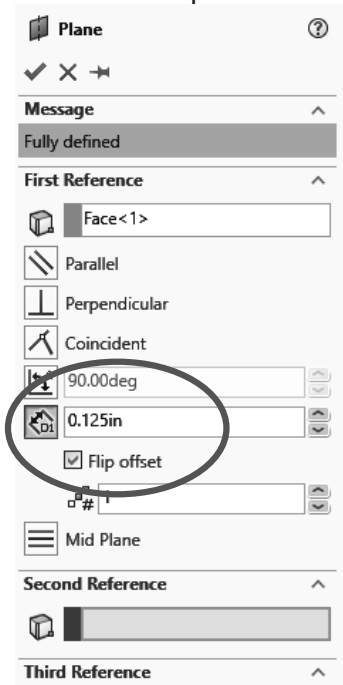 Plane
Message
Fully defined
First Reference
Face<1>
Parallel
Perpendicular
Coincident
90.00deg
D1 0.125in
Flip offset
# 1
Mid Plane
Second Reference
Third Reference